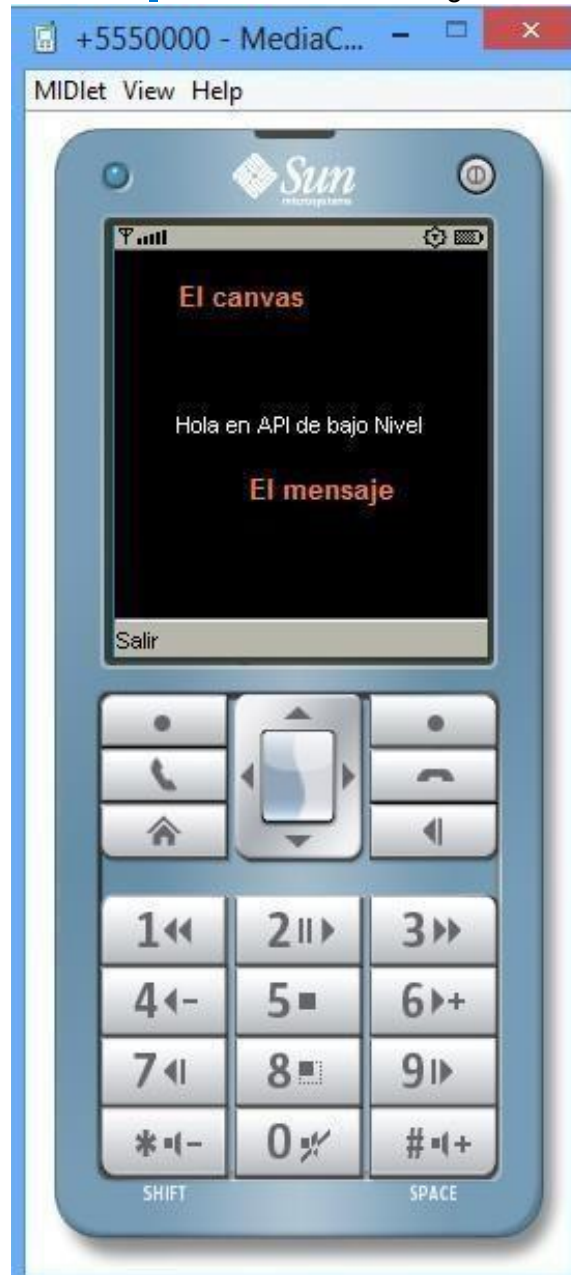 +5550000 - MediaC...
MIDlet View Help
Sun
microsystems
El canvas
Hola en API de bajo Nivel
El mensaje
Salir
1 2 3
4 - 5 6 +
7 8 9
* - 0 # +
SHIFT SPACE